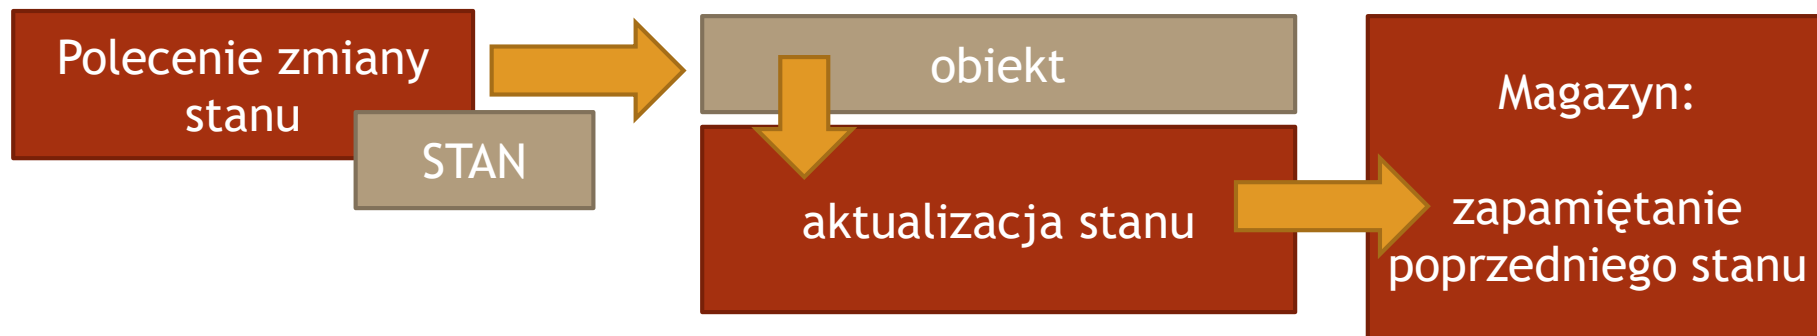 Polecenie zmiany
stanu
STAN
obiekt
aktualizacja stanu
Magazyn:
zapamiętanie
poprzedniego stanu